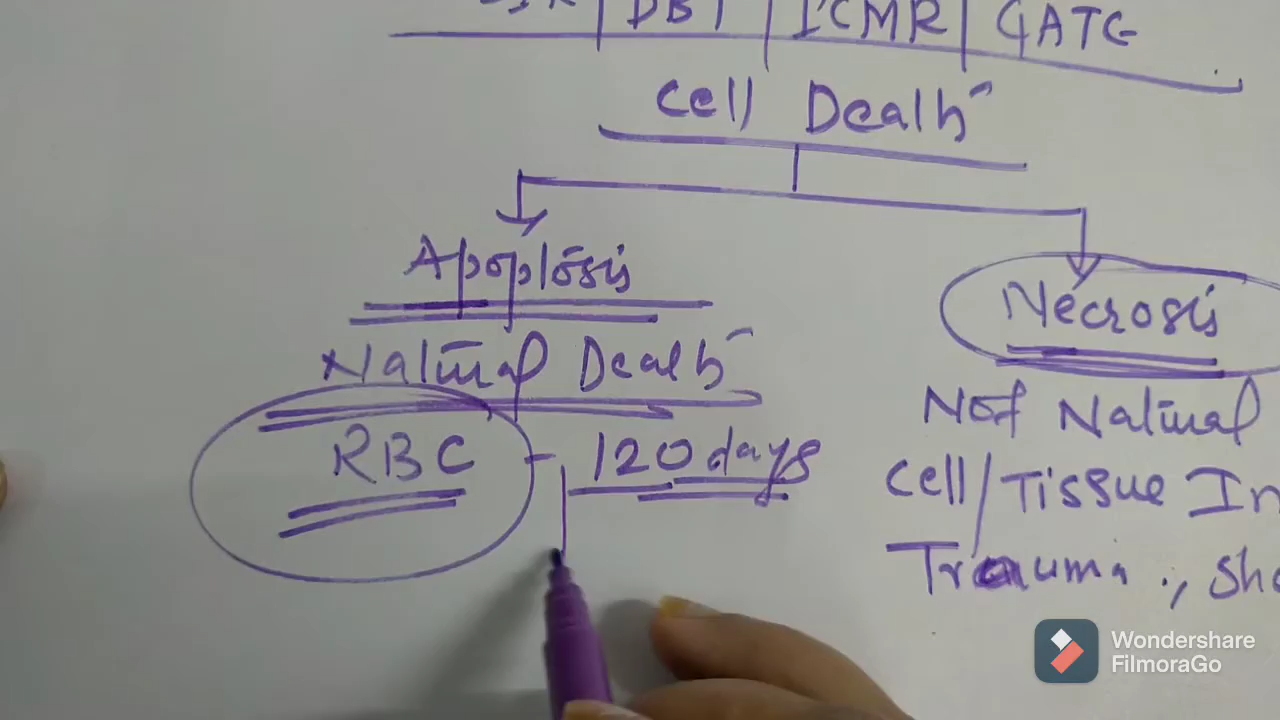 DBT ICMR GATE
Cell Death
Apoptosis
Necrosis
Natural Death
Not Natural
RBC - 120 days
Cell/Tissue In
Trauma., Sho
Wondershare
FilmoraGo